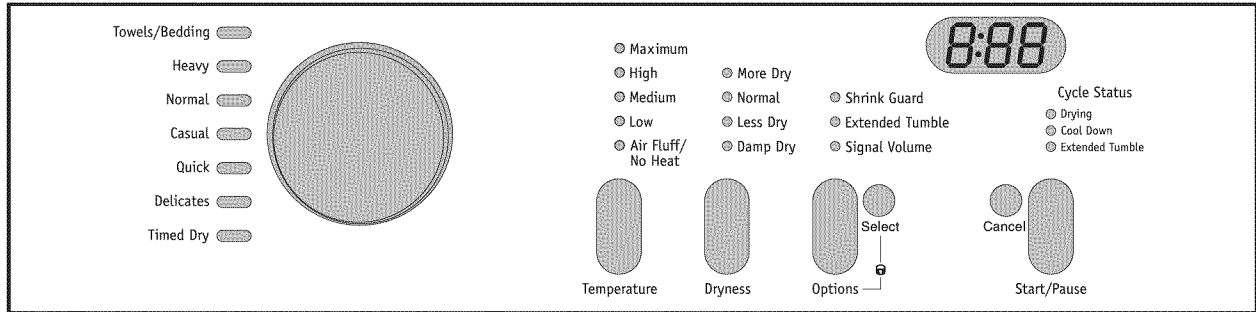 Towels/Bedding
Heavy
Normal
Casual
Quick
Delicates
Timed Dry
Maximum
High
Medium
Low
Air Fluff/
No Heat
Temperature
More Dry
Normal
Less Dry
Damp Dry
Dryness
Shrink Guard
Extended Tumble
Signal Volume
Select
Options
8:88
Cycle Status
Drying
Cool Down
Extended Tumble
Cancel
Start/Pause